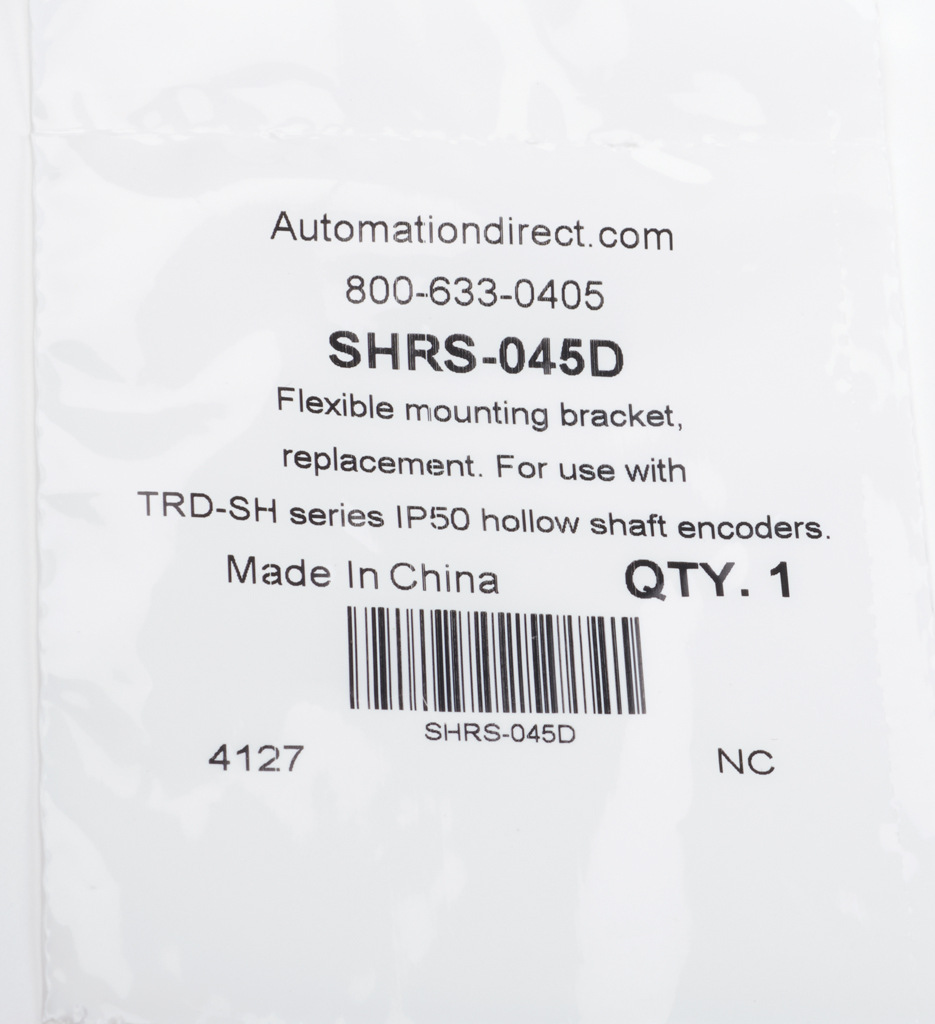 Automationdirect.com
800-633-0405
SHRS-045D
Flexible mounting bracket,
replacement. For use with
TRD-SH series IP50 hollow shaft encoders.
Made In China QTY. 1
SHRS-045D
4127 NC